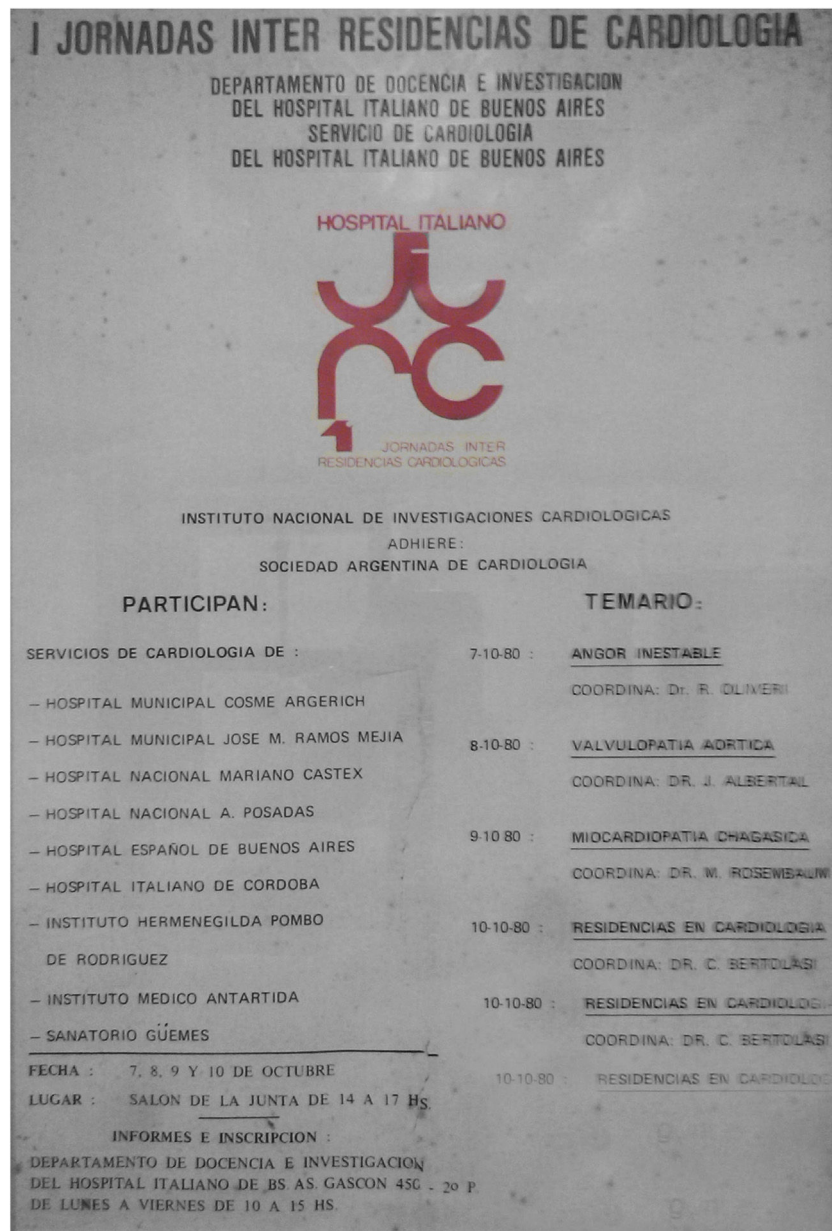 I JORNADAS INTER RESIDENCIAS DE CARDIOLOGIA
DEPARTAMENTO DE DOCENCIA E INVESTIGACION
DEL HOSPITAL ITALIANO DE BUENOS AIRES
SERVICIO DE CARDIOLOGIA
DEL HOSPITAL ITALIANO DE BUENOS AIRES
HOSPITAL ITALIANO
JIRC
1
JORNADAS INTER
RESIDENCIAS CARDIOLOGICAS
INSTITUTO NACIONAL DE INVESTIGACIONES CARDIOLOGICAS
ADHIERE:
SOCIEDAD ARGENTINA DE CARDIOLOGIA
PARTICIPAN:
SERVICIOS DE CARDIOLOGIA DE :
– HOSPITAL MUNICIPAL COSME ARGERICH
– HOSPITAL MUNICIPAL JOSE M. RAMOS MEJIA
– HOSPITAL NACIONAL MARIANO CASTEX
– HOSPITAL NACIONAL A. POSADAS
– HOSPITAL ESPAÑOL DE BUENOS AIRES
– HOSPITAL ITALIANO DE CORDOBA
– INSTITUTO HERMENEGILDA POMBO
DE RODRIGUEZ
– INSTITUTO MEDICO ANTARTIDA
– SANATORIO GÜEMES
FECHA : 7, 8, 9 Y 10 DE OCTUBRE
LUGAR : SALON DE LA JUNTA DE 14 A 17 Hs.
INFORMES E INSCRIPCION :
DEPARTAMENTO DE DOCENCIA E INVESTIGACION
DEL HOSPITAL ITALIANO DE BS. AS. GASCON 450 - 2o P.
DE LUNES A VIERNES DE 10 A 15 HS.
TEMARIO:
7-10-80 : ANGOR INESTABLE
COORDINA: Dr. R. OLIVERI
8-10-80 : VALVULOPATIA AORTICA
COORDINA: DR. J. ALBERTAL
9-10 80 : MIOCARDIOPATIA CHAGASICA
COORDINA: DR. M. ROSEMBAUM
10-10-80 : RESIDENCIAS EN CARDIOLOGIA
COORDINA: DR. C. BERTOLASI
10-10-80 : RESIDENCIAS EN CARDIOLOGI
COORDINA: DR. C. BERTOLASI
10-10-80 : RESIDENCIAS EN CARDIOLOG